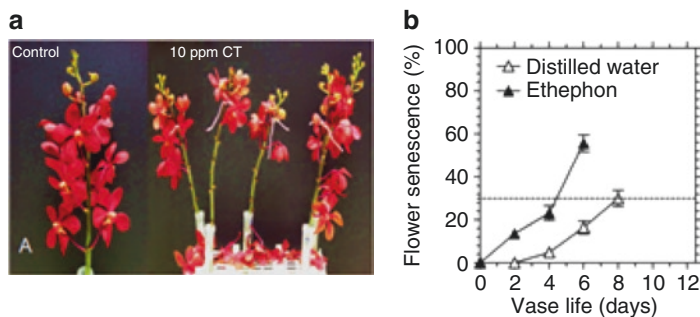 a
Control
10 ppm CT
A
b
Flower senescence (%)
100
80
60
40
20
0
Distilled water
Ethephon
0 2 4 6 8 10 12
Vase life (days)